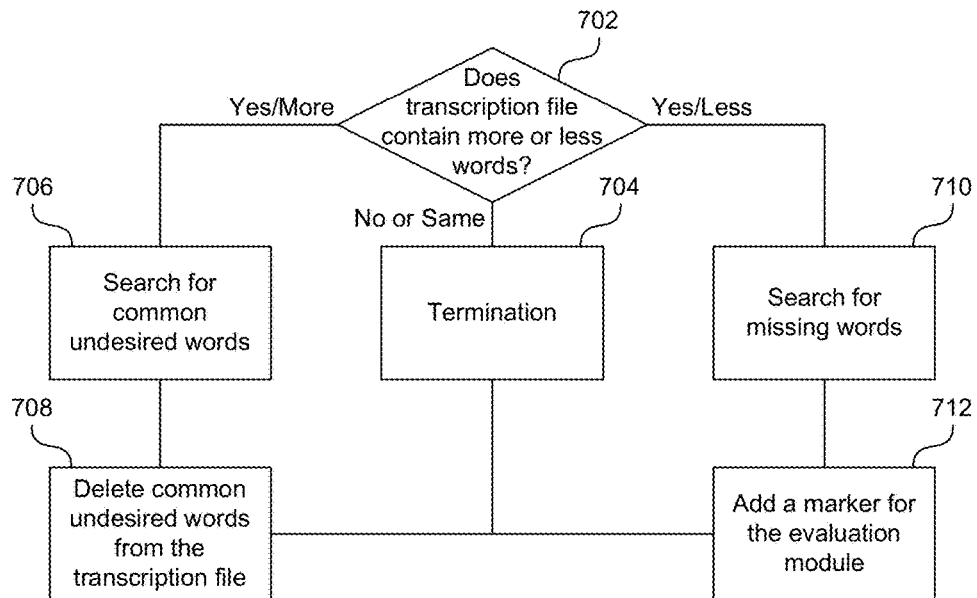 702
Does
transcription file
contain more or less
words?
Yes/More
Yes/Less
706
704
710
No or Same
Search for
common
undesired words
Termination
Search for
missing words
708
712
Delete common
undesired words
from the
transcription file
Add a marker for
the evaluation
module